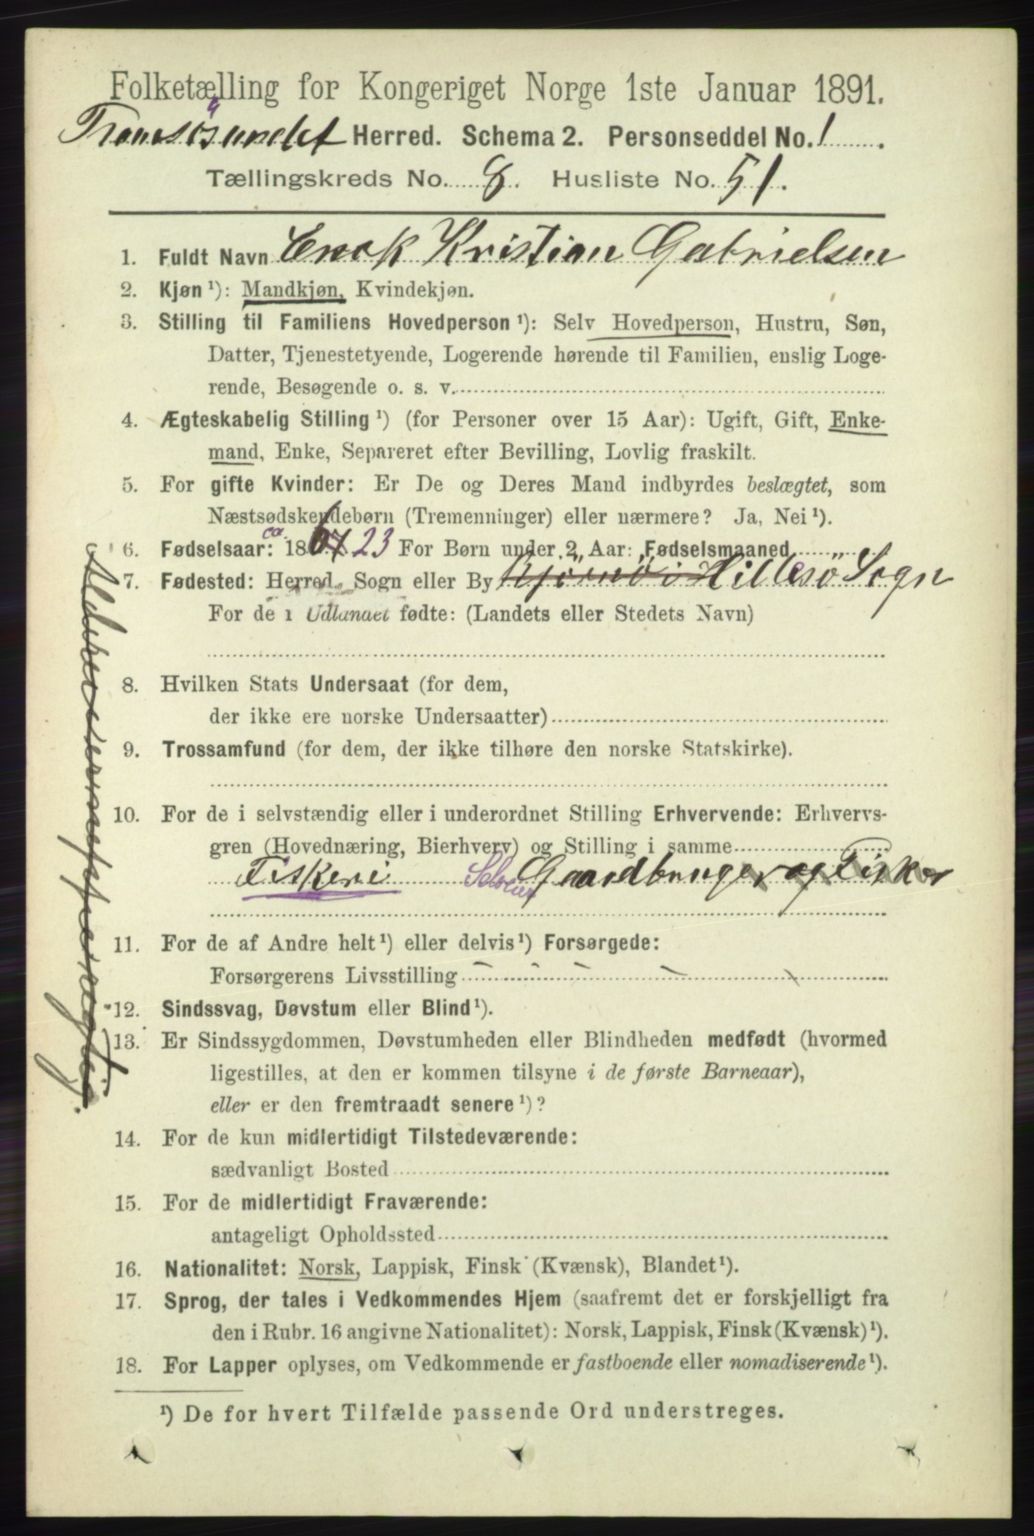 Folketælling for Kongeriget Norge 1ste Januar 1891.
Tromsøsundet Herred. Schema 2. Personseddel No. 1.
Tællingskreds No. 8. Husliste No. 51.
1. Fuldt Navn Enok Kristian Gabrielsen
2. Kjøn ¹): Mandkjøn, Kvindekjøn.
3. Stilling til Familiens Hovedperson ¹): Selv Hovedperson, Hustru, Søn,
Datter, Tjenestetyende, Logerende hørende til Familien, enslig Loge-
rende, Besøgende o. s. v.
4. Ægteskabelig Stilling ¹) (for Personer over 15 Aar): Ugift, Gift, Enke-
mand, Enke, Separeret efter Bevilling, Lovlig fraskilt.
5. For gifte Kvinder: Er De og Deres Mand indbyrdes beslægtet, som
Næstsødskendebørn (Tremenninger) eller nærmere? Ja, Nei ¹).
6. Fødselsaar: ca. 18 67 23 For Børn under 2 Aar: Fødselsmaaned
7. Fødested: Herred, Sogn eller By Bjørnø i Hillesø Sogn
For de i Udlandet fødte: (Landets eller Stedets Navn)
8. Hvilken Stats Undersaat (for dem,
der ikke ere norske Undersaatter)
9. Trossamfund (for dem, der ikke tilhøre den norske Statskirke).
10. For de i selvstændig eller i underordnet Stilling Erhvervende: Erhvervs-
gren (Hovednæring, Bierhverv) og Stilling i samme
Fiskeri Selveier Gaardbruger og Fisker
11. For de af Andre helt ¹) eller delvis ¹) Forsørgede:
Forsørgerens Livsstilling
12. Sindssvag, Døvstum eller Blind ¹).
13. Er Sindssygdommen, Døvstumheden eller Blindheden medfødt (hvormed
ligestilles, at den er kommen tilsyne i de første Barneaar),
eller er den fremtraadt senere ¹)?
14. For de kun midlertidigt Tilstedeværende:
sædvanligt Bosted
15. For de midlertidigt Fraværende:
antageligt Opholdssted
16. Nationalitet: Norsk, Lappisk, Finsk (Kvænsk), Blandet ¹).
17. Sprog, der tales i Vedkommendes Hjem (saafremt det er forskjelligt fra
den i Rubr. 16 angivne Nationalitet): Norsk, Lappisk, Finsk (Kvænsk) ¹).
18. For Lapper oplyses, om Vedkommende er fastboende eller nomadiserende ¹).
¹) De for hvert Tilfælde passende Ord understreges.